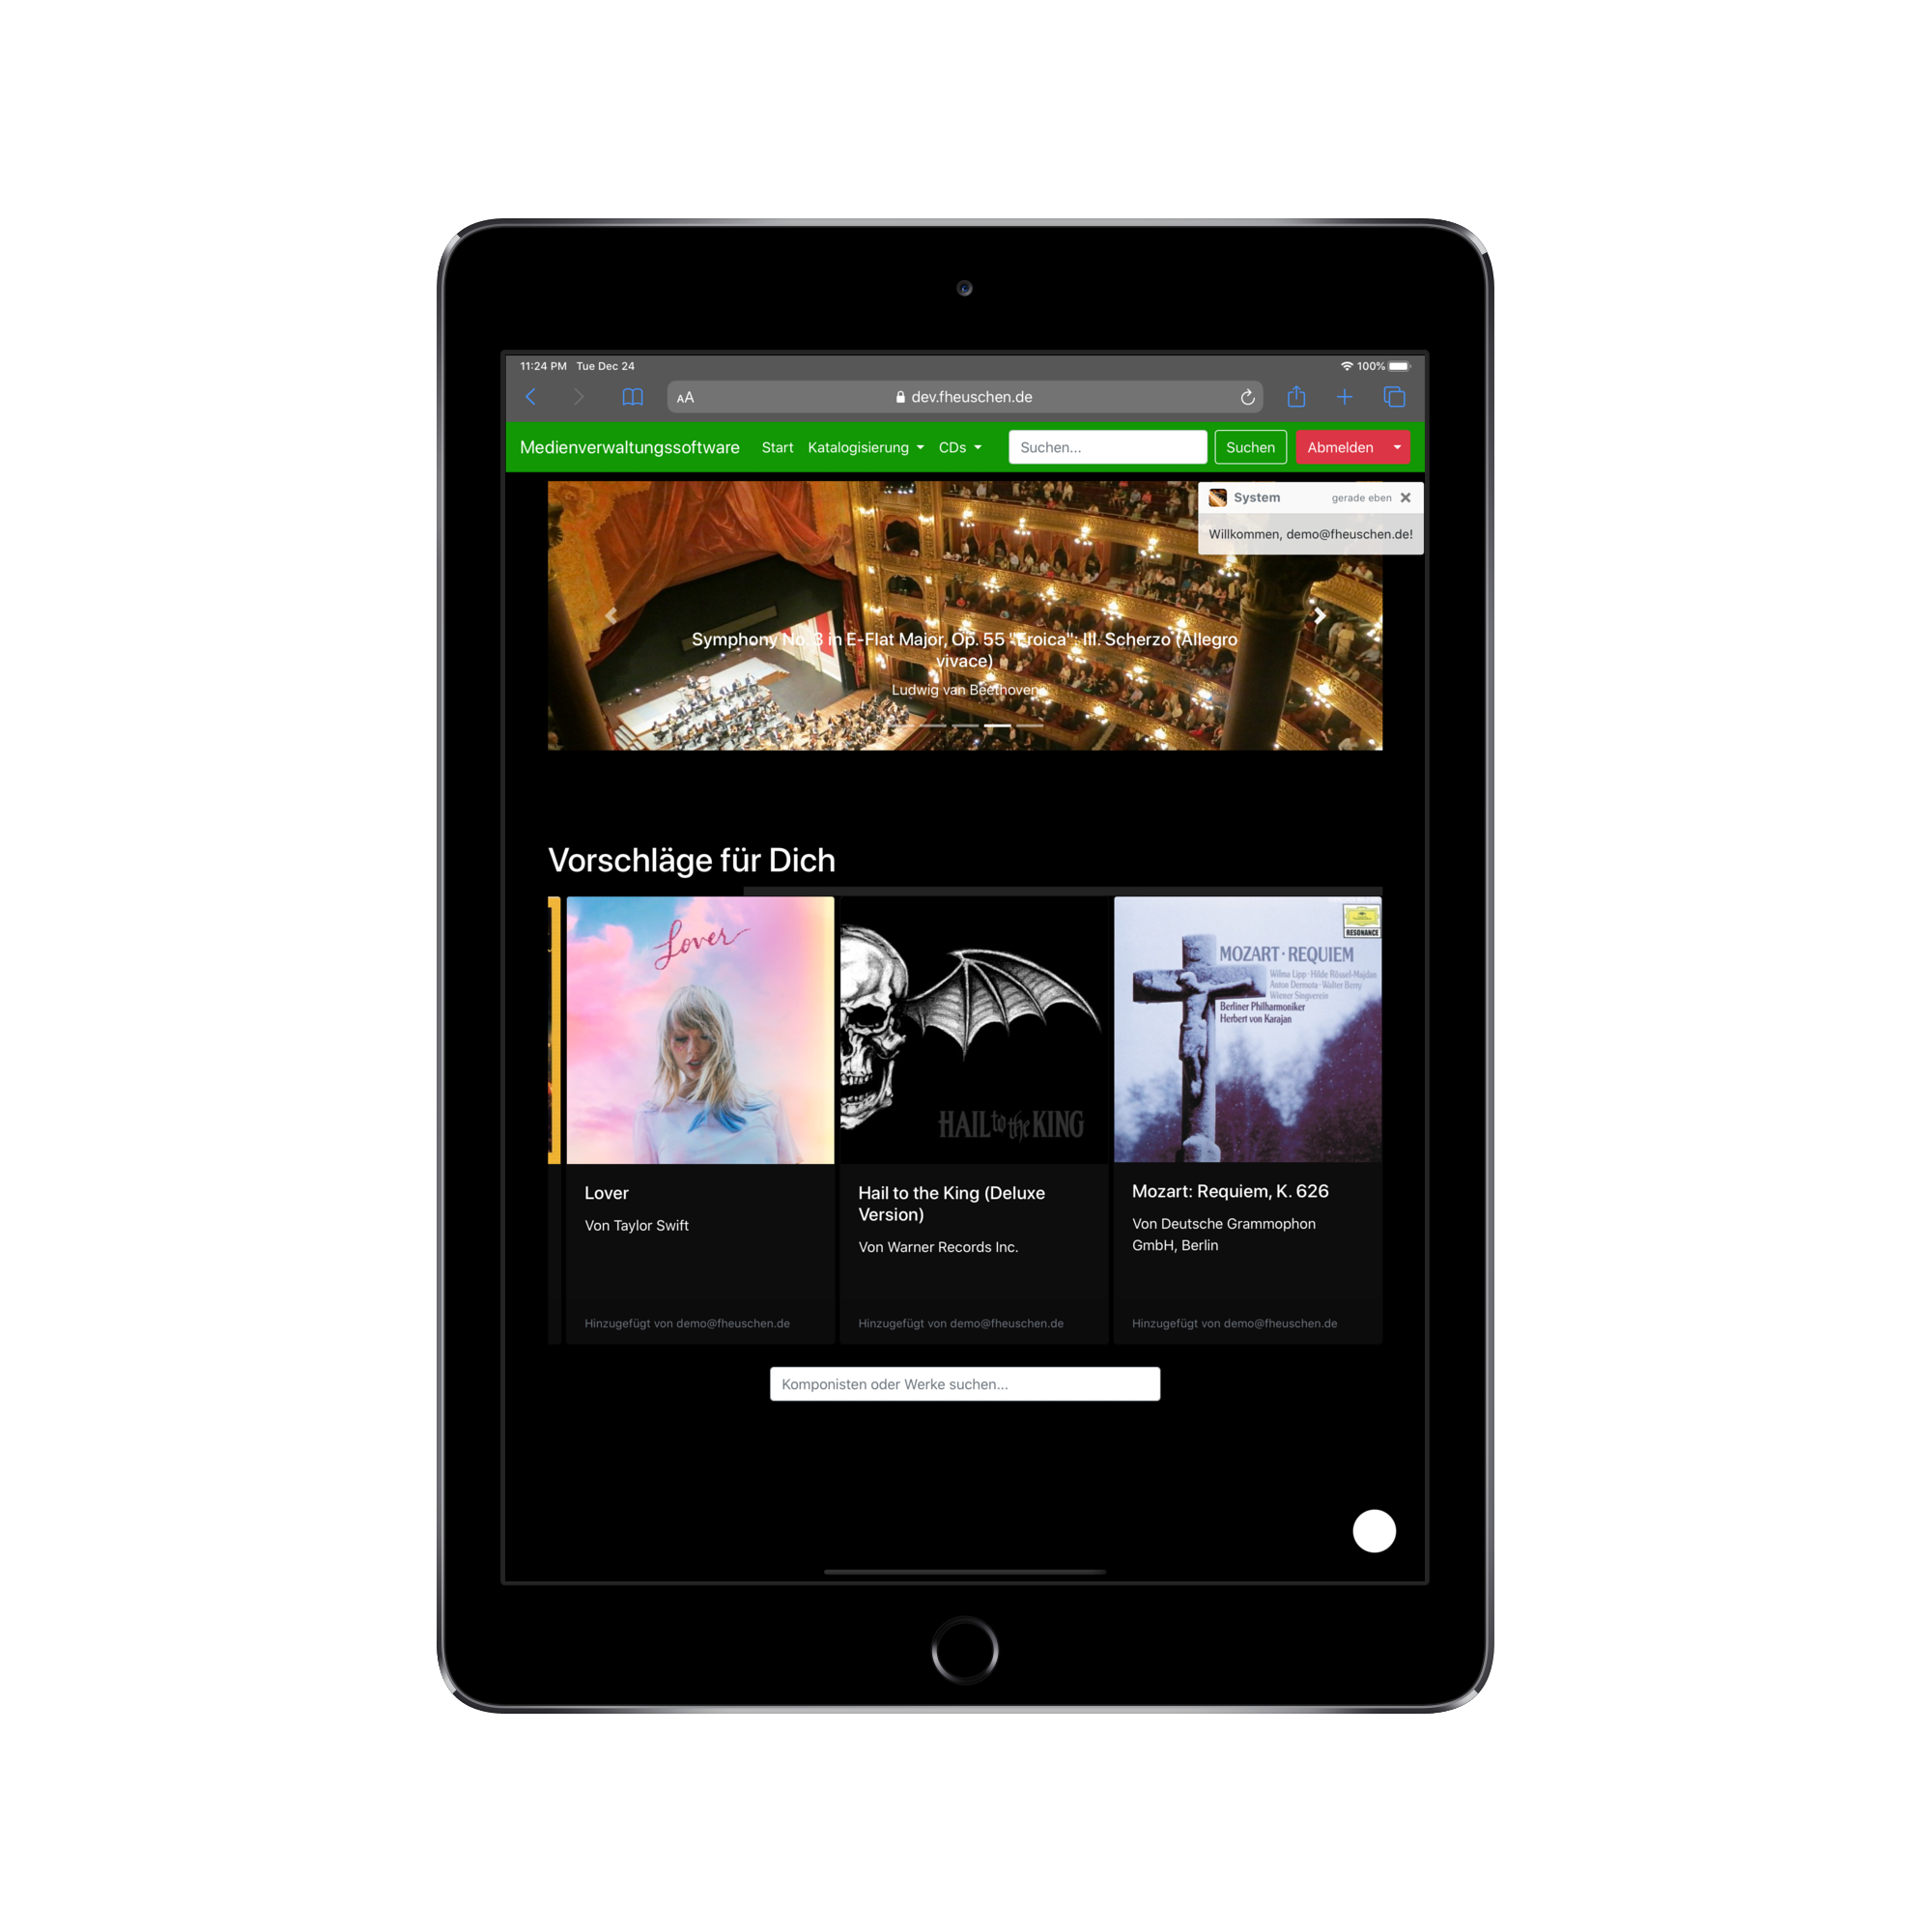 11:24 PM Tue Dec 24
100%
AA
dev.fheuschen.de
Medienverwaltungssoftware Start Katalogisierung CDs Suchen... Suchen Abmelden
System gerade eben
Willkommen, demo@fheuschen.de!
Symphony No. 3 in E-Flat Major, Op. 55 "Eroica": III. Scherzo (Allegro
vivace)
Ludwig van Beethoven
Vorschläge für Dich
Lover
HAIL to the KING
RESONANCE
MOZART · REQUIEM
Wilma Lipp · Hilde Rössel-Majdan
Anton Dermota · Walter Berry
Wiener Singverein
Berliner Philharmoniker
Herbert von Karajan
Lover
Von Taylor Swift
Hinzugefügt von demo@fheuschen.de
Hail to the King (Deluxe
Version)
Von Warner Records Inc.
Hinzugefügt von demo@fheuschen.de
Mozart: Requiem, K. 626
Von Deutsche Grammophon
GmbH, Berlin
Hinzugefügt von demo@fheuschen.de
Komponisten oder Werke suchen...